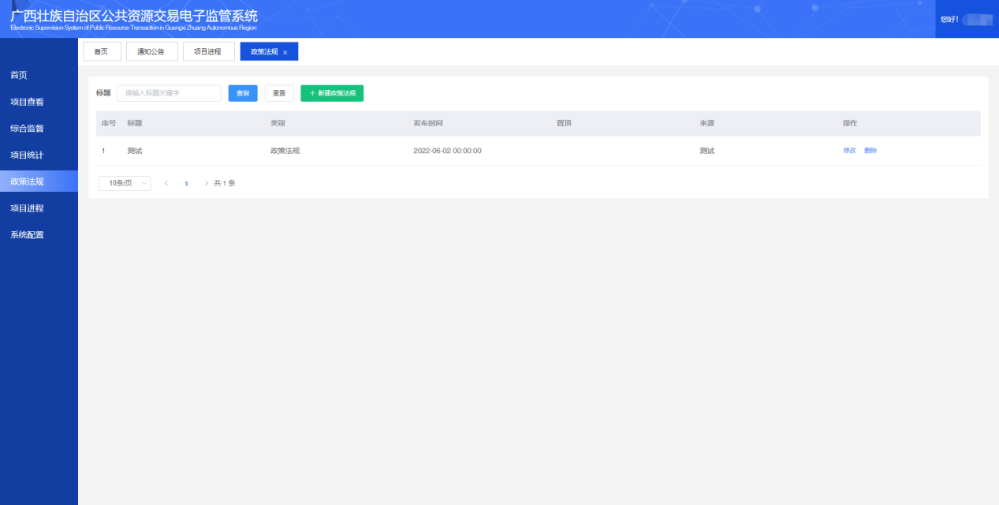 广西壮族自治区公共资源交易电子监管系统
Electronic Supervision System of Public Resource Transaction in Guangxi Zhuang Autonomous Region
您好!
首页 通知公告 项目进程 政策法规 ×
首页
项目查看
综合监督
项目统计
政策法规
项目进程
系统配置
标题 请输入标题关键字 查询 重置 + 新建政策法规
序号 标题 类别 发布时间 置顶 来源 操作
1 测试 政策法规 2022-06-02 00:00:00 测试 修改 删除
10条/页 < 1 > 共 1 条